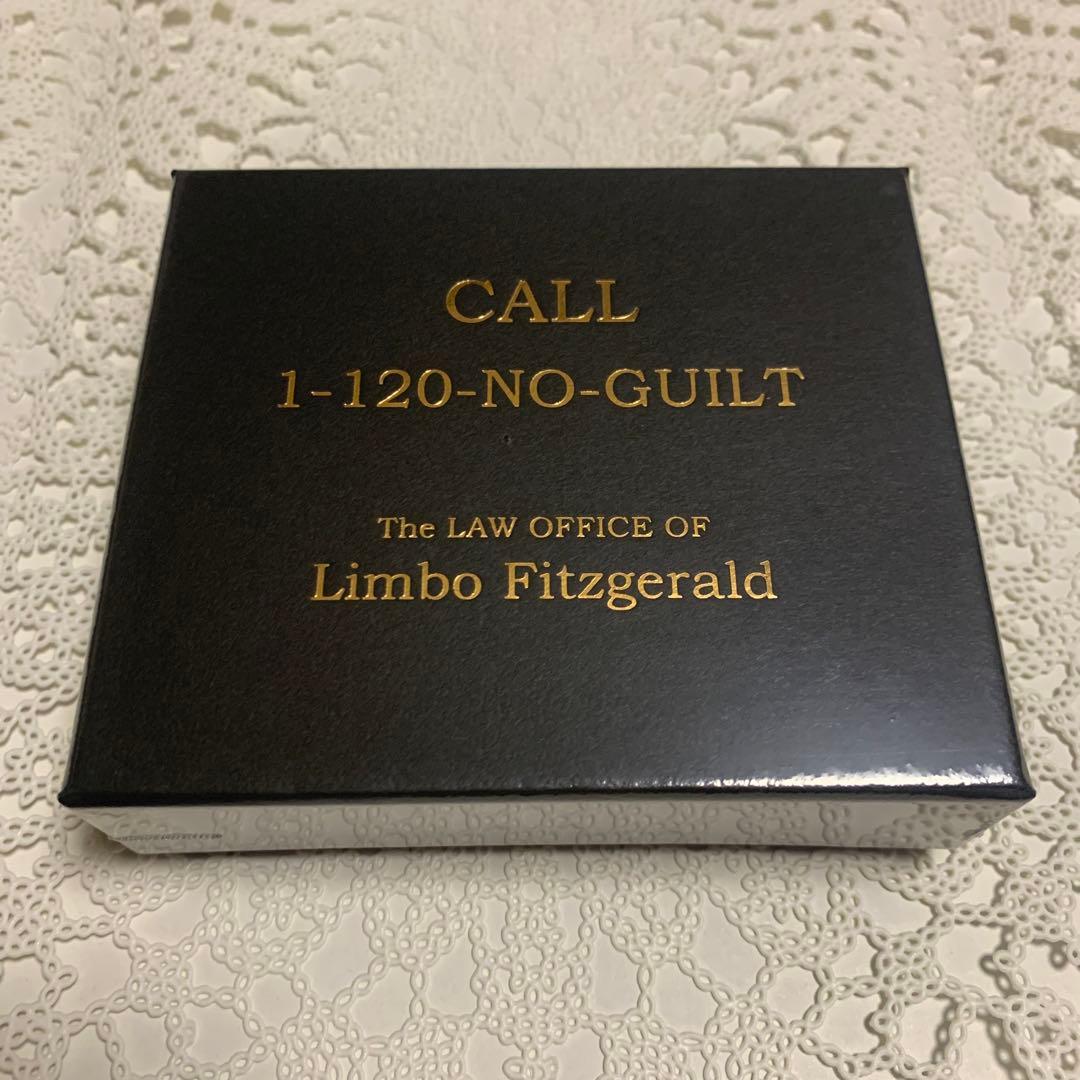 CALL
1-120-NO-GUILT
The LAW OFFICE OF
Limbo Fitzgerald